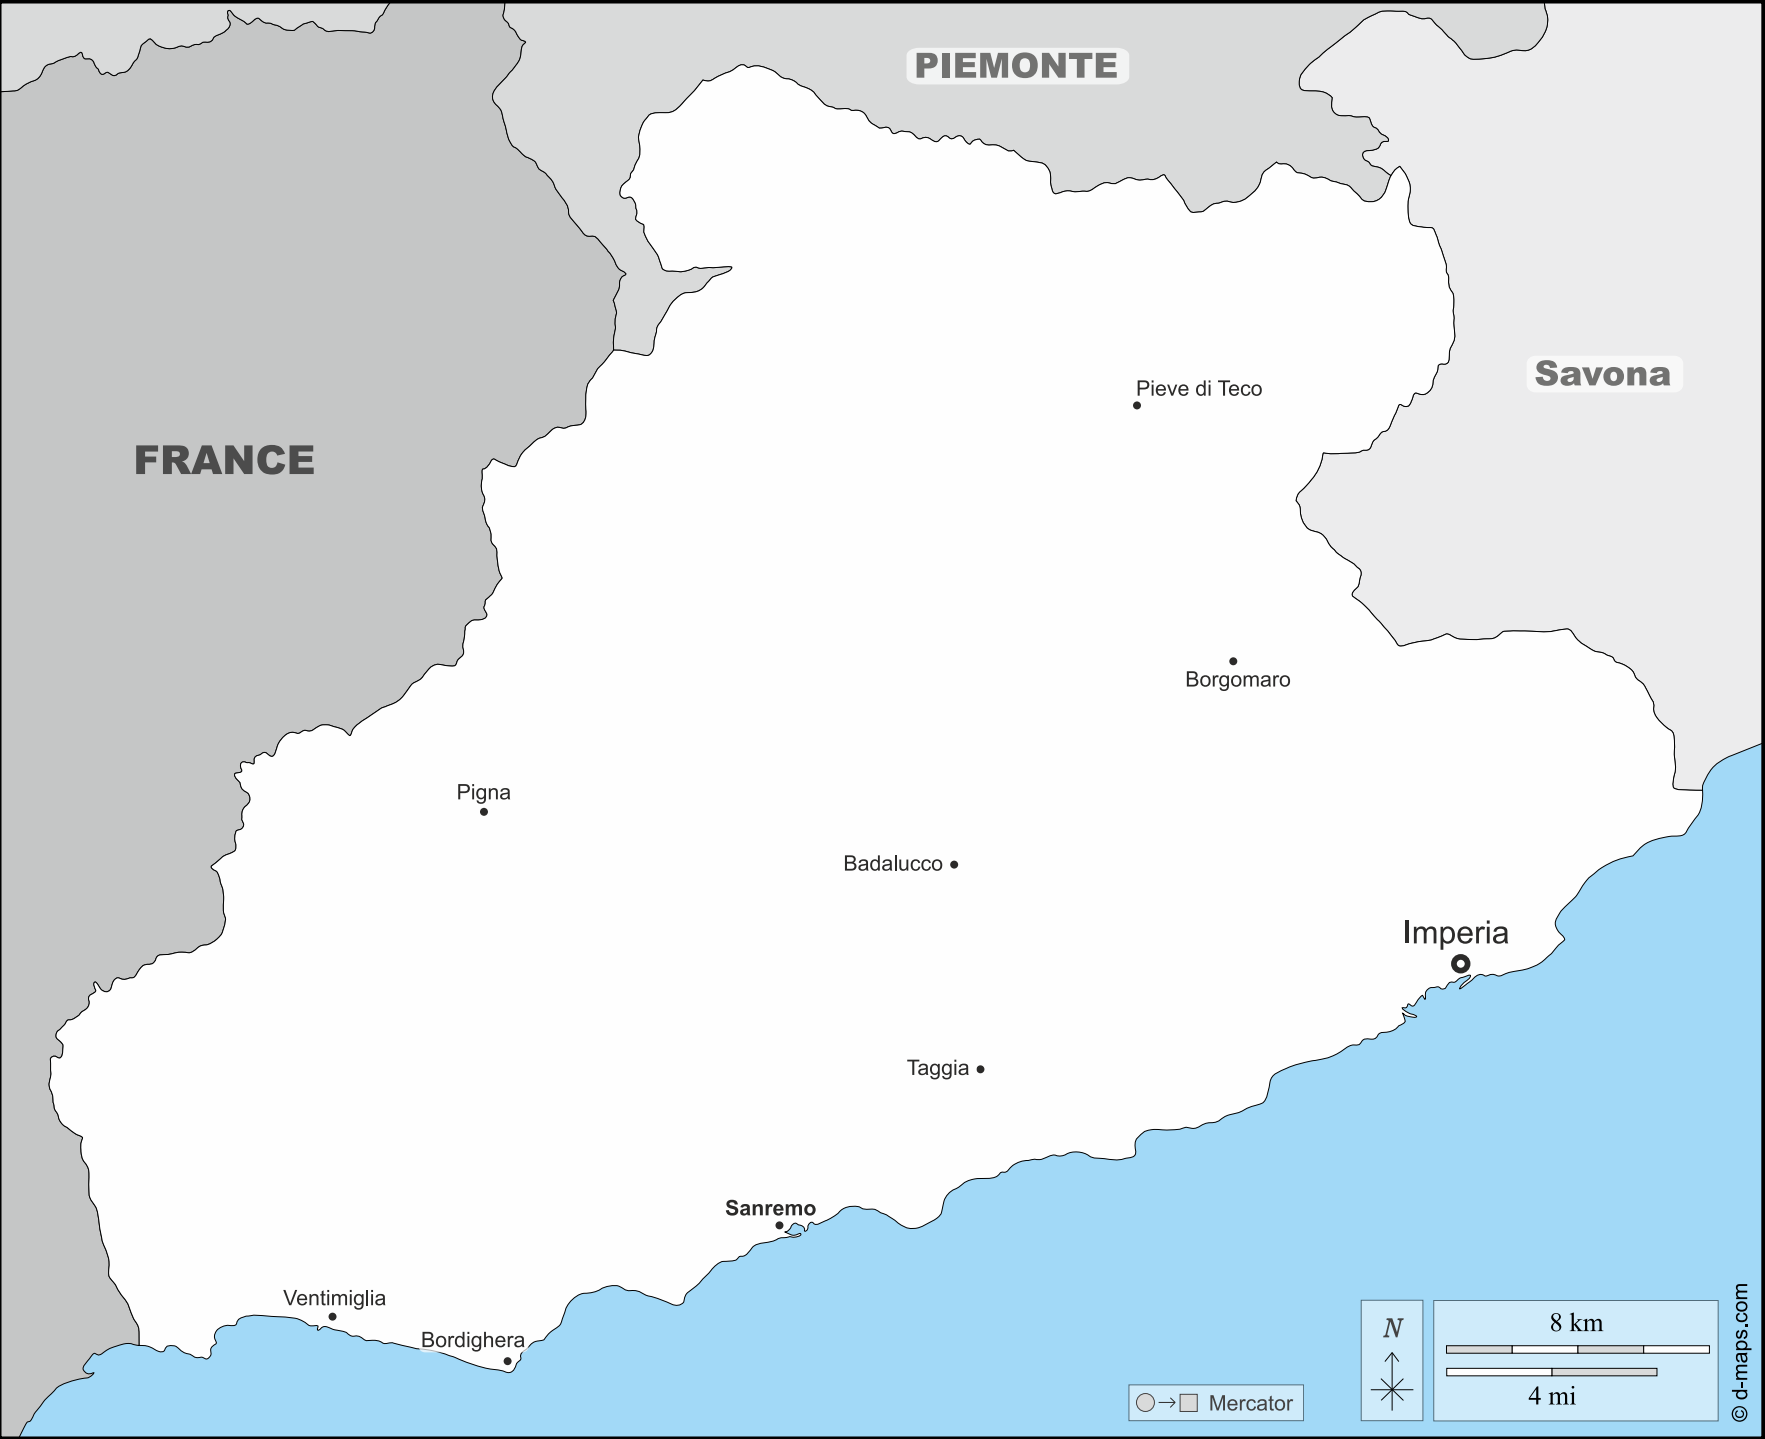 PIEMONTE
Savona
Pieve di Teco
FRANCE
Borgomaro
Pigna
Badalucco
Imperia
Taggia
Sanremo
Ventimiglia
Bordighera
N
8 km
4 mi
Mercator
© d-maps.com